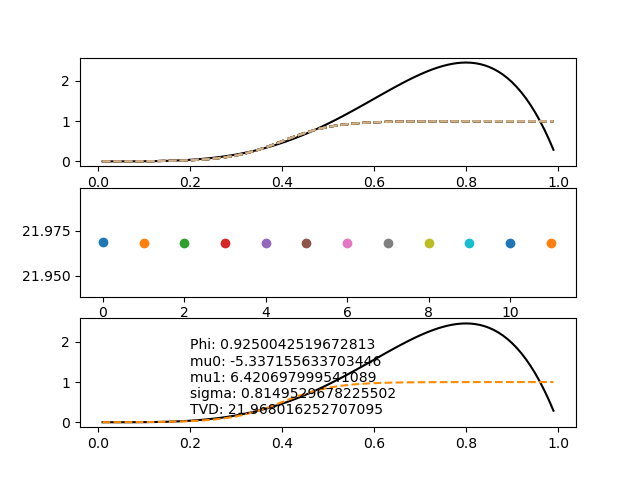 2
1
0
0.0 0.2 0.4 0.6 0.8 1.0
21.975
21.950
0 2 4 6 8 10
2
1
0
Phi: 0.9250042519672813
mu0: -5.337155633703446
mu1: 6.420697999541089
sigma: 0.8149529678225502
TVD: 21.968016252707095
0.0 0.2 0.4 0.6 0.8 1.0